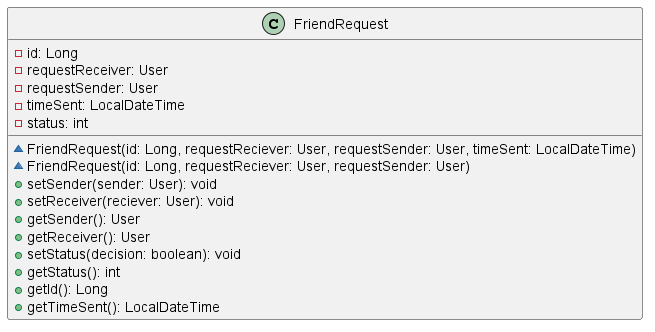 C FriendRequest
id: Long
requestReceiver: User
requestSender: User
timeSent: LocalDateTime
status: int
FriendRequest(id: Long, requestReciever: User, requestSender: User, timeSent: LocalDateTime)
FriendRequest(id: Long, requestReciever: User, requestSender: User)
setSender(sender: User): void
setReceiver(reciever: User): void
getSender(): User
getReceiver(): User
setStatus(decision: boolean): void
getStatus(): int
getId(): Long
getTimeSent(): LocalDateTime